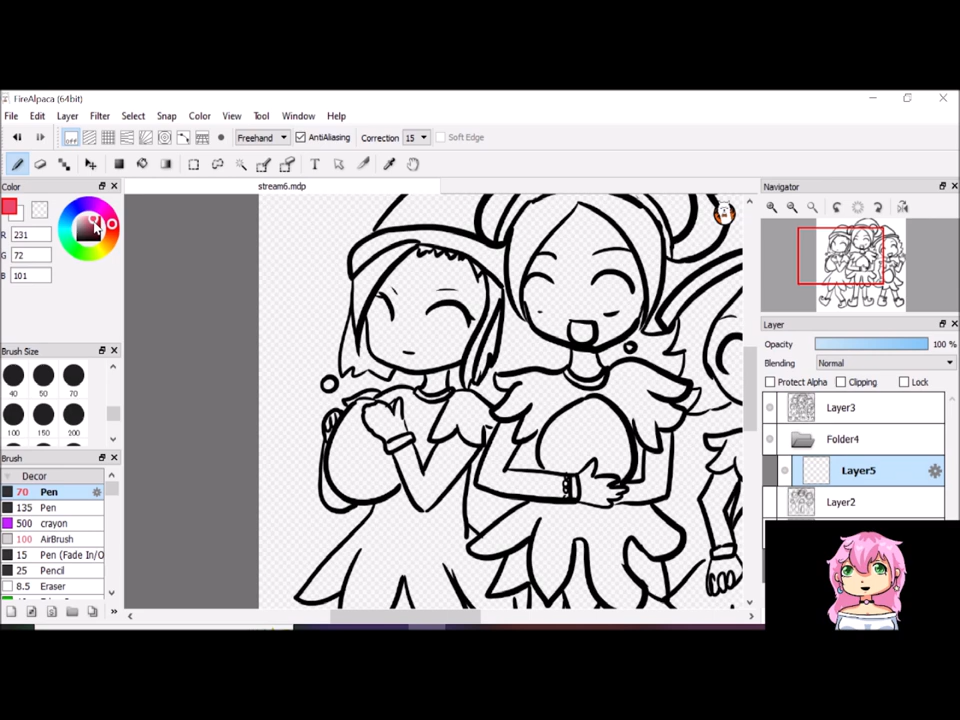 FireAlpaca (64bit)
File Edit Layer Filter Select Snap Color View Tool Window Help
OFF Freehand AntiAliasing Correction 15 Soft Edge
T
Color stream6.mdp Navigator
R 231
G 72
B 101
Layer
Opacity 100 %
Brush Size Blending Normal
Protect Alpha Clipping Lock
40 50 70
Layer3
100 150 200
Folder4
Brush
Layer5
Decor
70 Pen
Layer2
135 Pen
500 crayon
100 AirBrush
15 Pen (Fade In/O
25 Pencil
8.5 Eraser